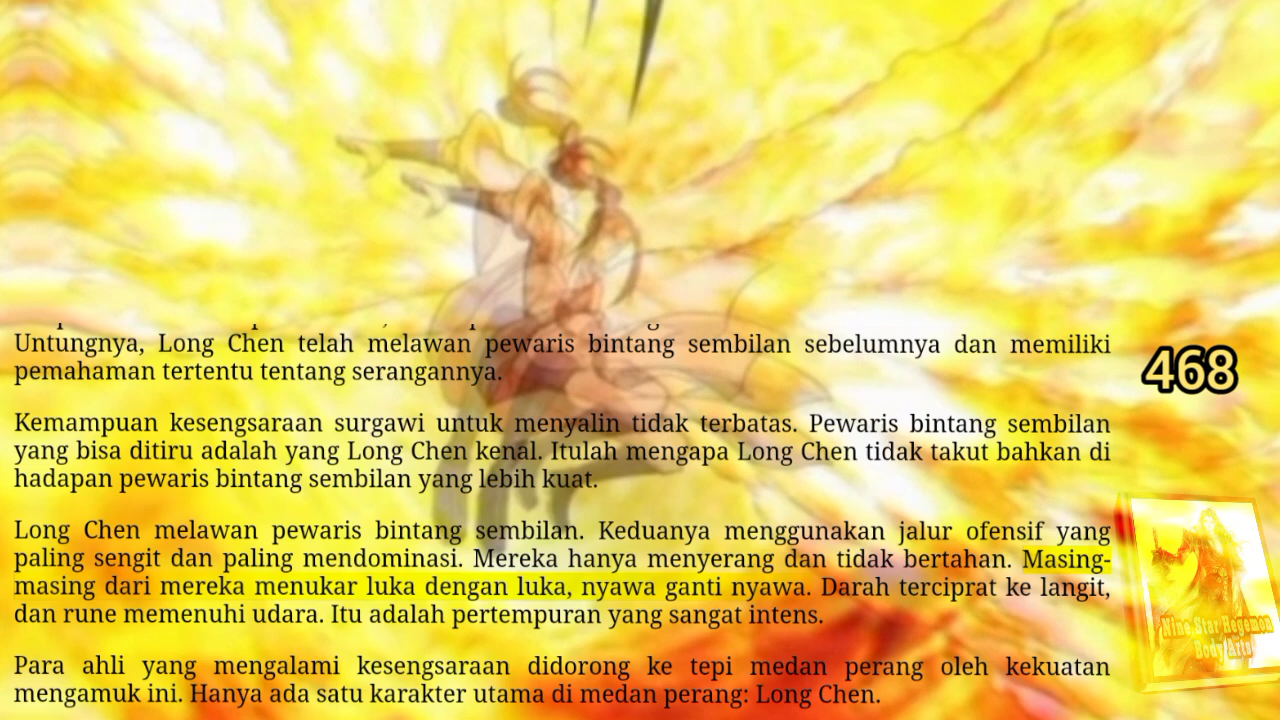 Untungnya, Long Chen telah melawan pewaris bintang sembilan sebelumnya dan memiliki
pemahaman tertentu tentang serangannya.
468
Kemampuan kesengsaraan surgawi untuk menyalin tidak terbatas. Pewaris bintang sembilan
yang bisa ditiru adalah yang Long Chen kenal. Itulah mengapa Long Chen tidak takut bahkan di
hadapan pewaris bintang sembilan yang lebih kuat.
Long Chen melawan pewaris bintang sembilan. Keduanya menggunakan jalur ofensif yang
paling sengit dan paling mendominasi. Mereka hanya menyerang dan tidak bertahan. Masing-
masing dari mereka menukar luka dengan luka, nyawa ganti nyawa. Darah terciprat ke langit,
dan rune memenuhi udara. Itu adalah pertempuran yang sangat intens.
Para ahli yang mengalami kesengsaraan didorong ke tepi medan perang oleh kekuatan
mengamuk ini. Hanya ada satu karakter utama di medan perang: Long Chen.
Nine Star Hegemon
Body Arts